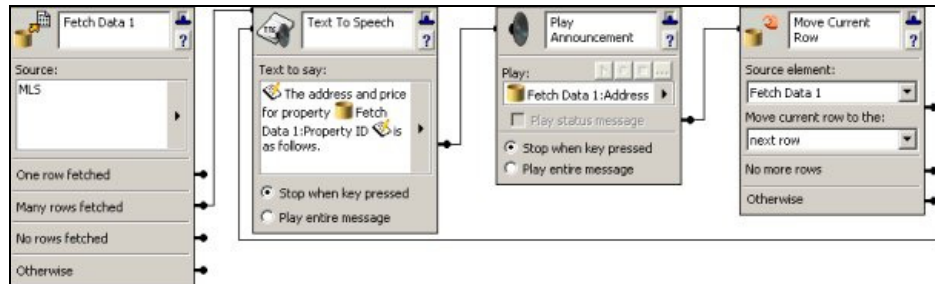 Fetch Data 1
?
Source:
MLS
One row fetched
Many rows fetched
No rows fetched
Otherwise
TTS
Text To Speech
?
Text to say:
The address and price
for property Fetch
Data 1:Property ID is
as follows.
Stop when key pressed
Play entire message
Play
Announcement
?
Play:
...
Fetch Data 1:Address
Play status message
Stop when key pressed
Play entire message
Move Current
Row
?
Source element:
Fetch Data 1
Move current row to the:
next row
No more rows
Otherwise